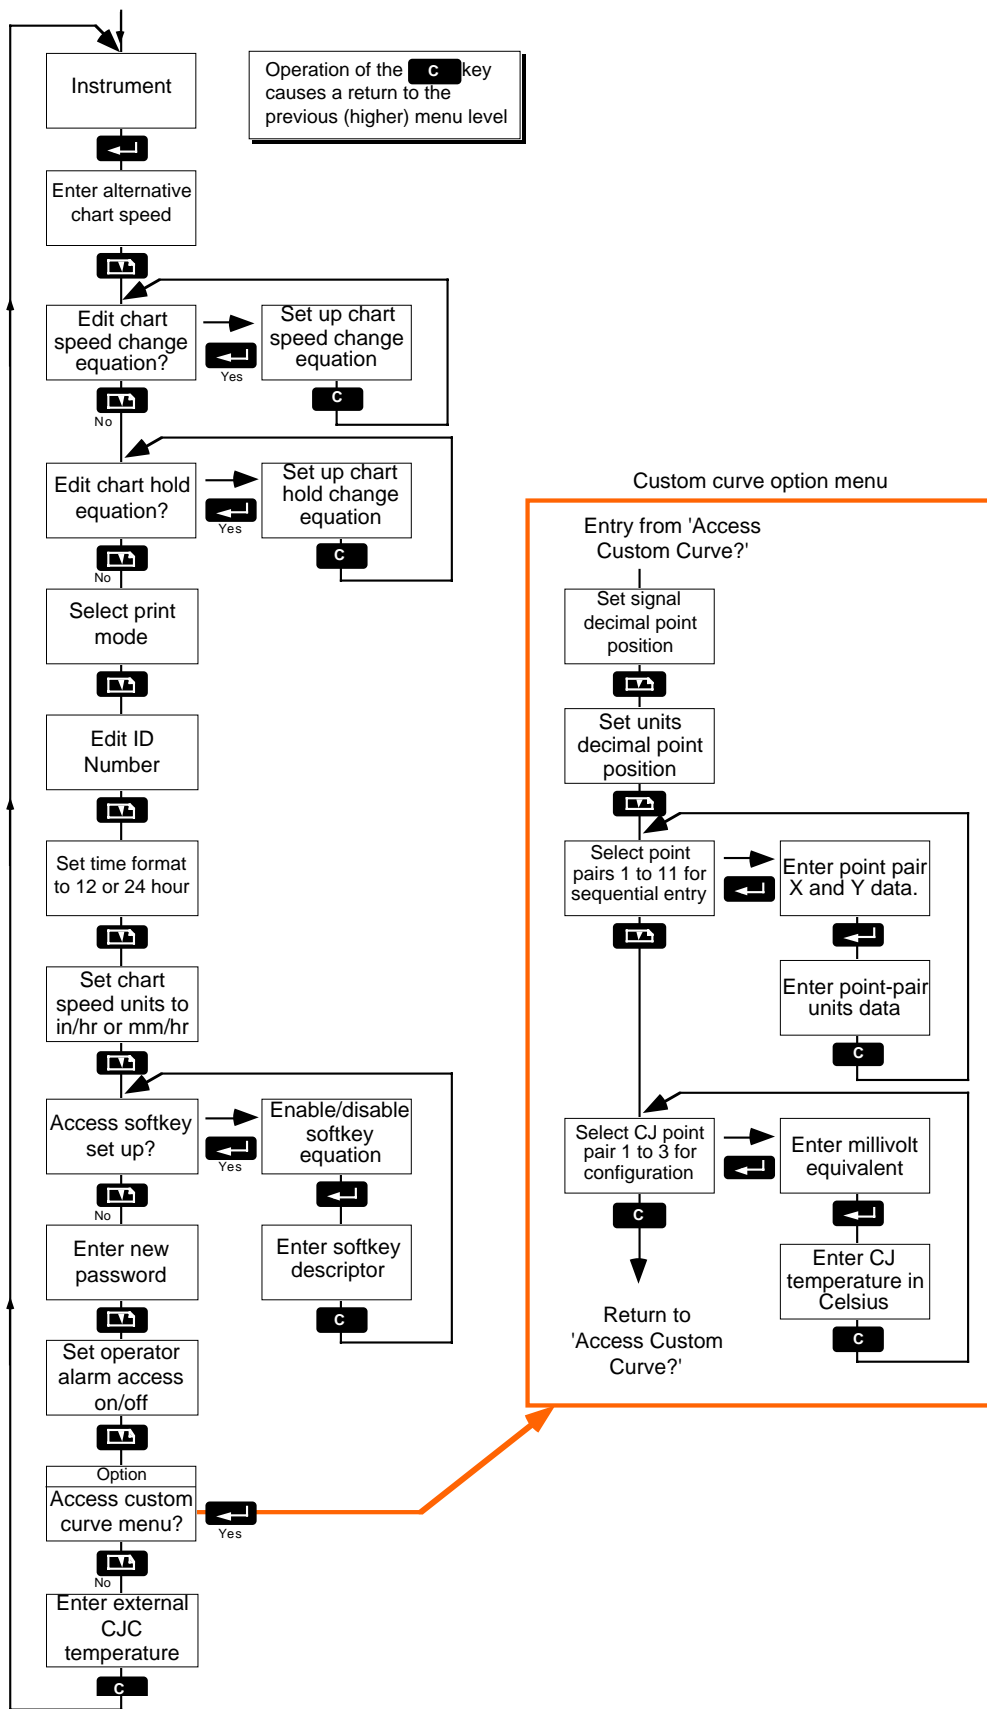 Instrument
Operation of the C key
causes a return to the
previous (higher) menu level
Enter alternative
chart speed
Edit chart
speed change
equation?
Yes
Set up chart
speed change
equation
C
No
Edit chart hold
equation?
Yes
Set up chart
hold change
equation
C
No
Select print
mode
Edit ID
Number
Set time format
to 12 or 24 hour
Set chart
speed units to
in/hr or mm/hr
Access softkey
set up?
Yes
Enable/disable
softkey
equation
No
Enter new
password
Enter softkey
descriptor
C
Set operator
alarm access
on/off
Option
Access custom
curve menu?
Yes
No
Enter external
CJC
temperature
C
Custom curve option menu
Entry from 'Access
Custom Curve?'
Set signal
decimal point
position
Set units
decimal point
position
Select point
pairs 1 to 11 for
sequential entry
Enter point pair
X and Y data.
Enter point-pair
units data
C
Select CJ point
pair 1 to 3 for
configuration
Enter millivolt
equivalent
C
Enter CJ
temperature in
Celsius
C
Return to
'Access Custom
Curve?'